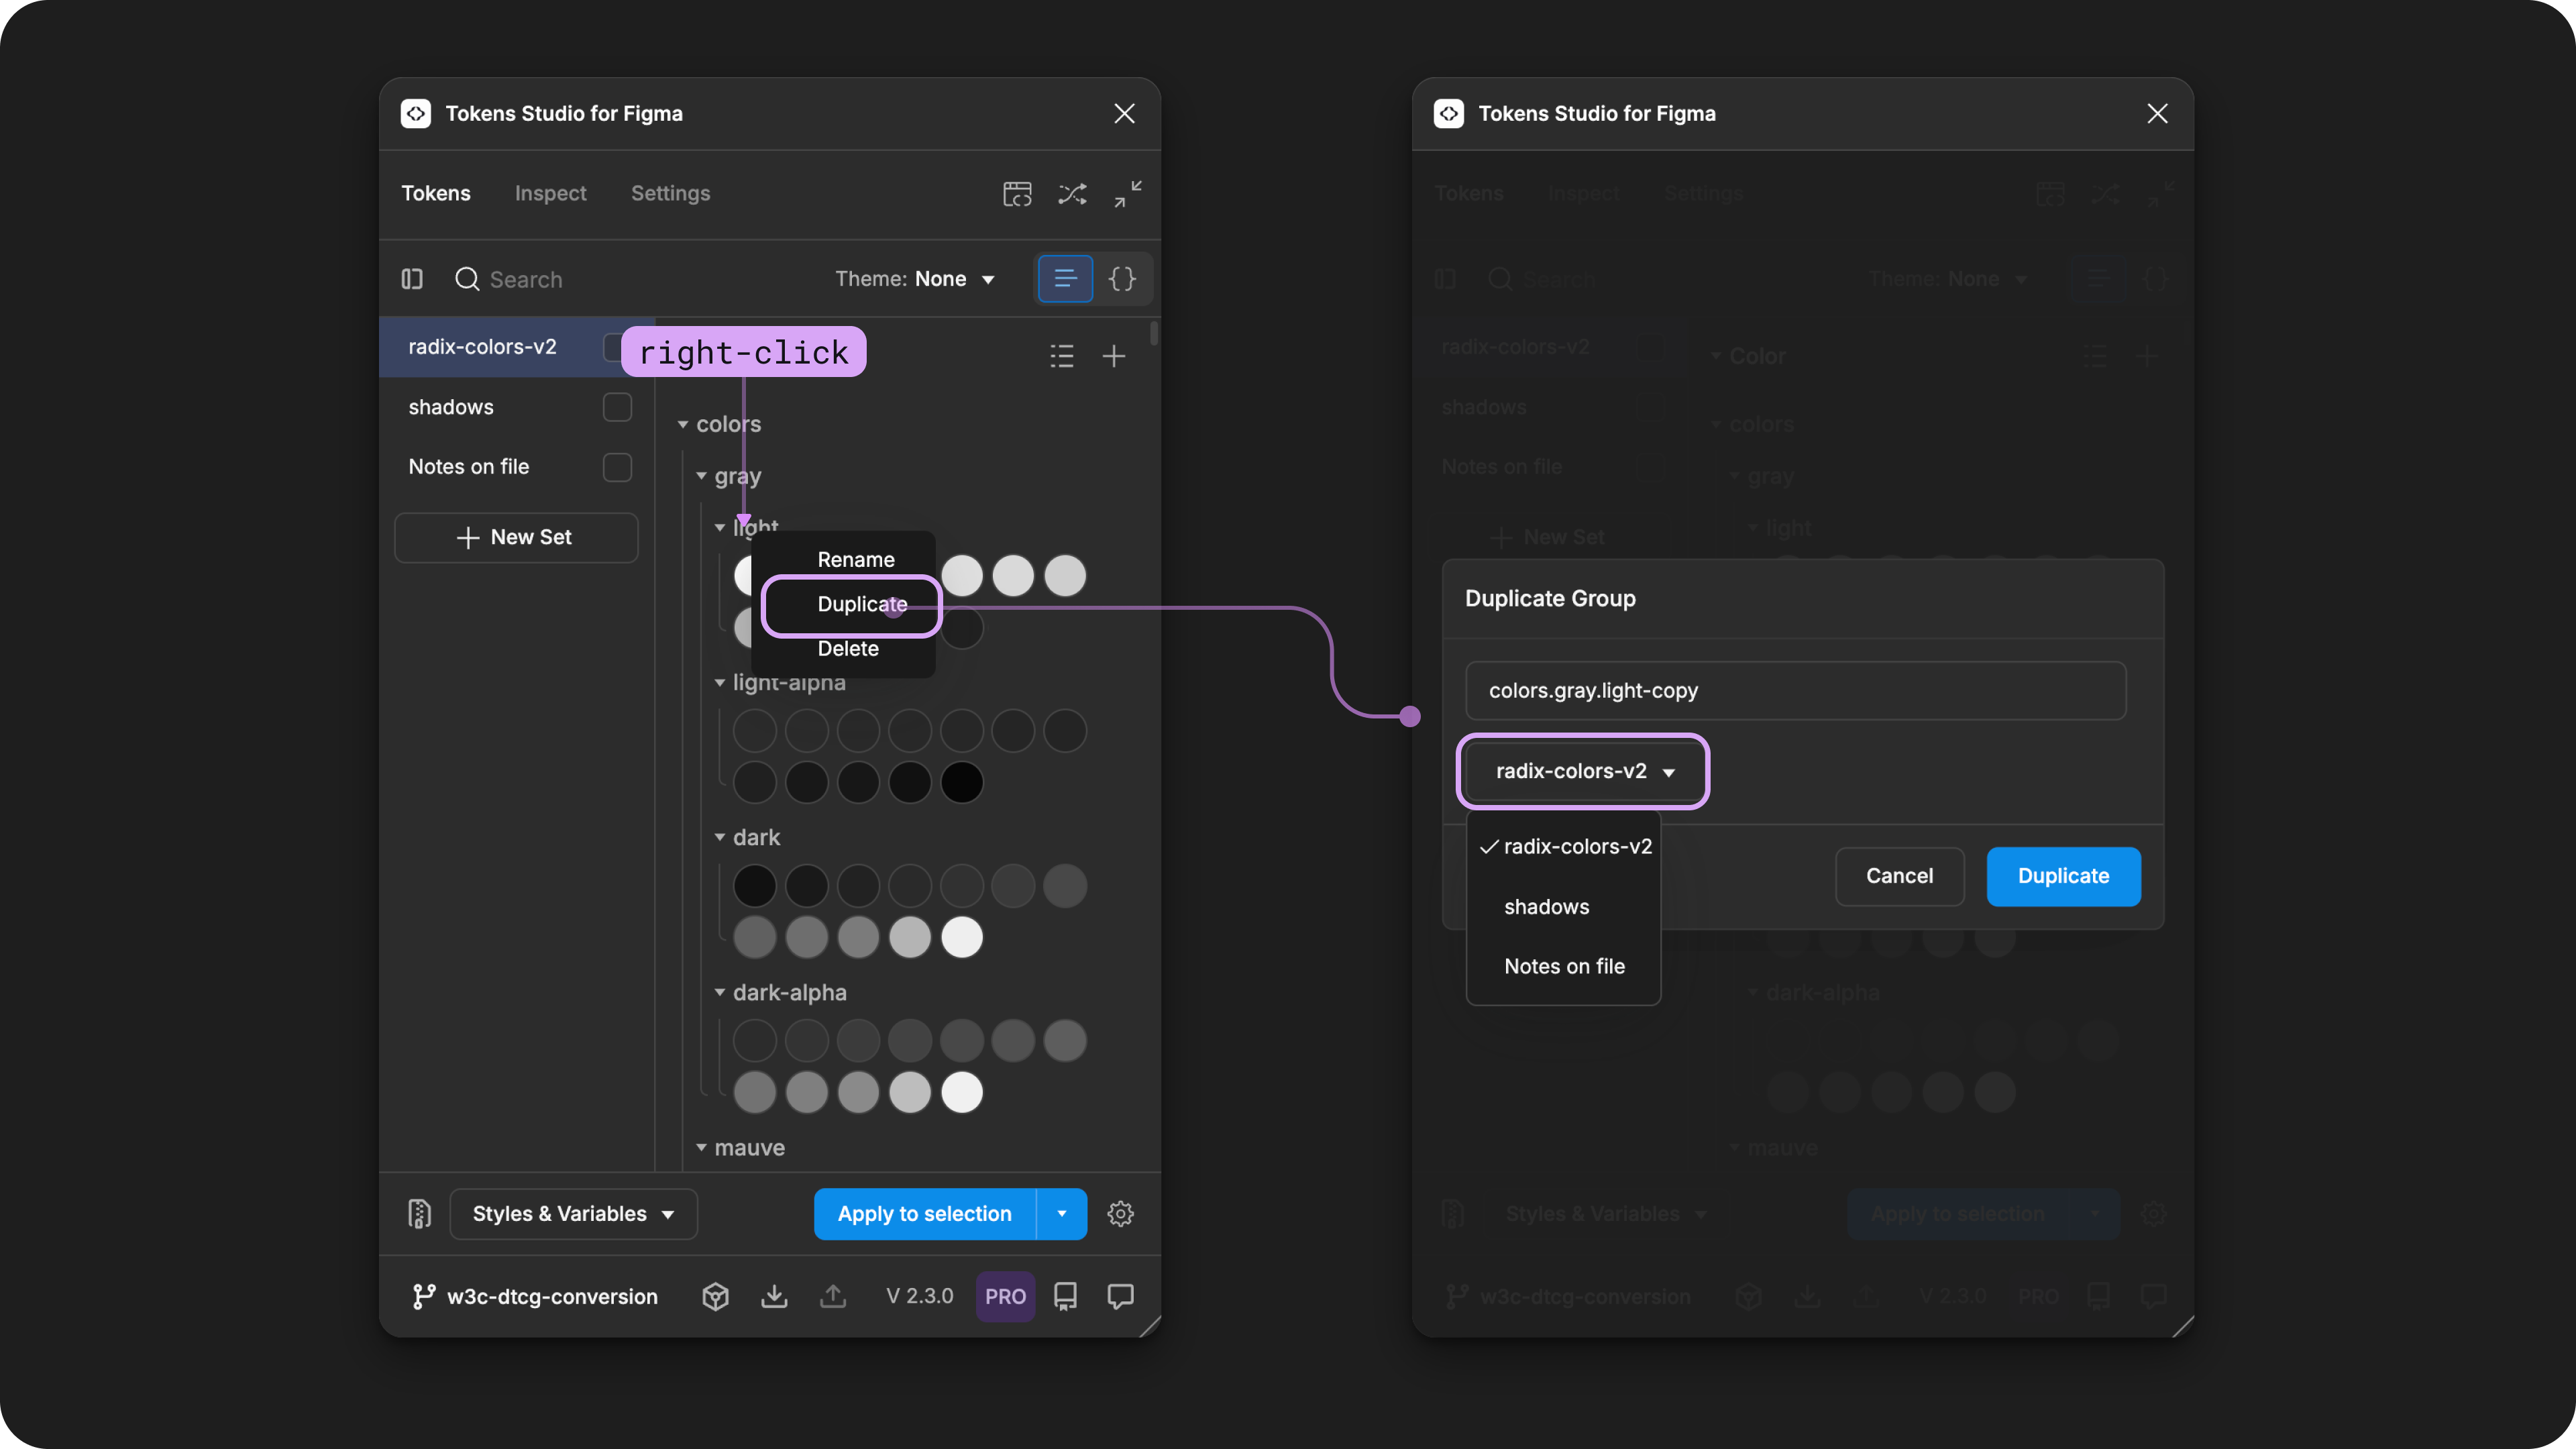 Tokens Studio for Figma
Tokens Inspect Settings
Search Theme: None {}
radix-colors-v2
right-click
shadows
Notes on file
New Set
colors
gray
light
Rename
Duplicate
Delete
light-alpha
dark
dark-alpha
mauve
Styles & Variables Apply to selection
w3c-dtcg-conversion V 2.3.0 PRO
Tokens Studio for Figma
Tokens Inspect Settings
Search Theme: None {}
radix-colors-v2 Color
shadows
colors
Notes on file
gray
New Set
light
Duplicate Group
colors.gray.light-copy
radix-colors-v2
radix-colors-v2
shadows
Notes on file
Cancel Duplicate
dark-alpha
mauve
Styles & Variables Apply to selection
w3c-dtcg-conversion V 2.3.0 PRO